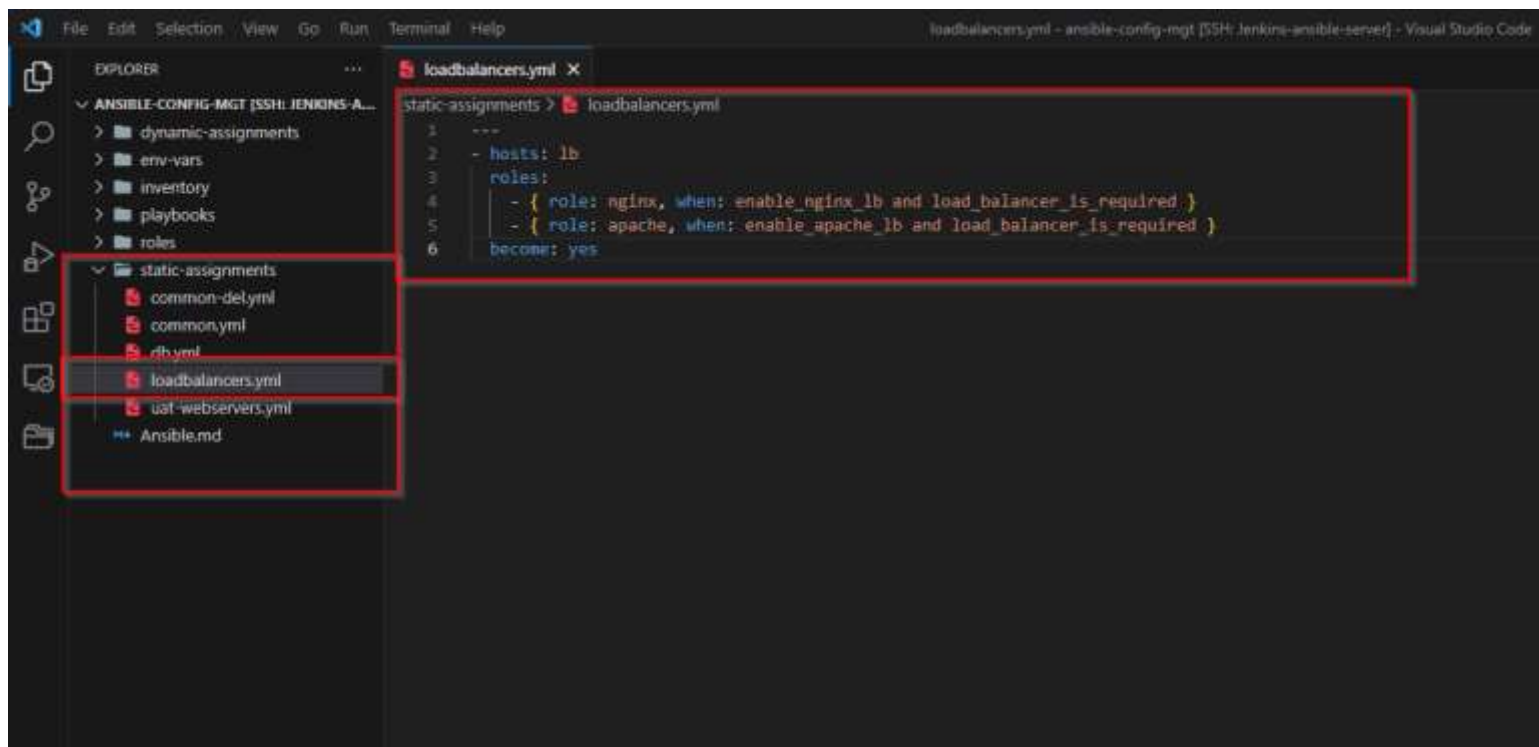 File Edit Selection View Go Run Terminal Help
loadbalancers.yml - ansible-config-mgt [SSH: Jenkins-ansible-server] - Visual Studio Code
EXPLORER ...
loadbalancers.yml ×
ANSIBLE-CONFIG-MGT [SSH: JENKINS-A...
static-assignments > loadbalancers.yml
dynamic-assignments
env-vars
inventory
playbooks
roles
static-assignments
common-del.yml
common.yml
db.yml
loadbalancers.yml
uat-webservers.yml
Ansible.md
1 ---
2 - hosts: lb
3 roles:
4 - { role: nginx, when: enable_nginx_lb and load_balancer_is_required }
5 - { role: apache, when: enable_apache_lb and load_balancer_is_required }
6 become: yes